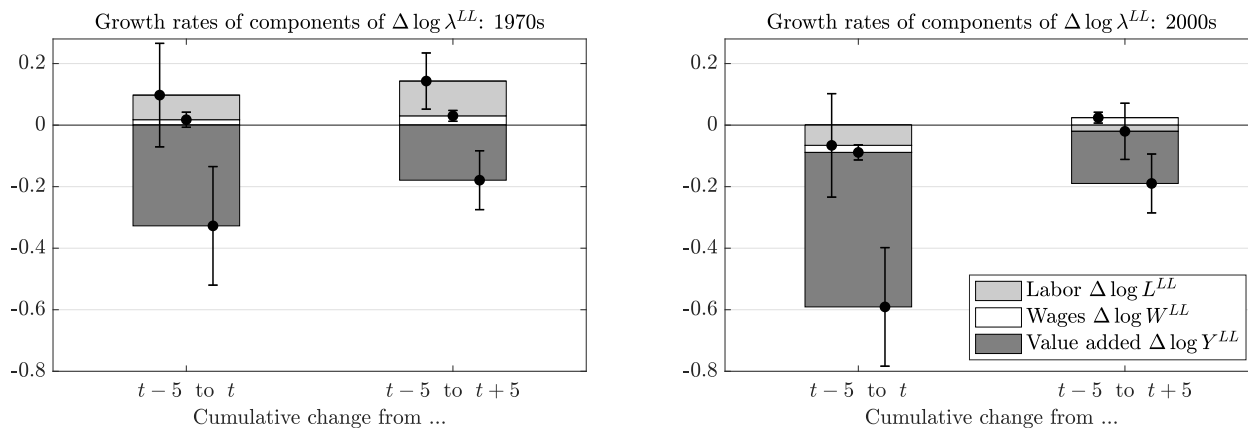 Growth rates of components of Δ log λ^{LL}: 1970s
0.2
0
-0.2
-0.4
-0.6
-0.8
t − 5 to t
t − 5 to t + 5
Cumulative change from ...
Growth rates of components of Δ log λ^{LL}: 2000s
0.2
0
-0.2
-0.4
-0.6
-0.8
Labor Δ log L^{LL}
Wages Δ log W^{LL}
Value added Δ log Y^{LL}
t − 5 to t
t − 5 to t + 5
Cumulative change from ...